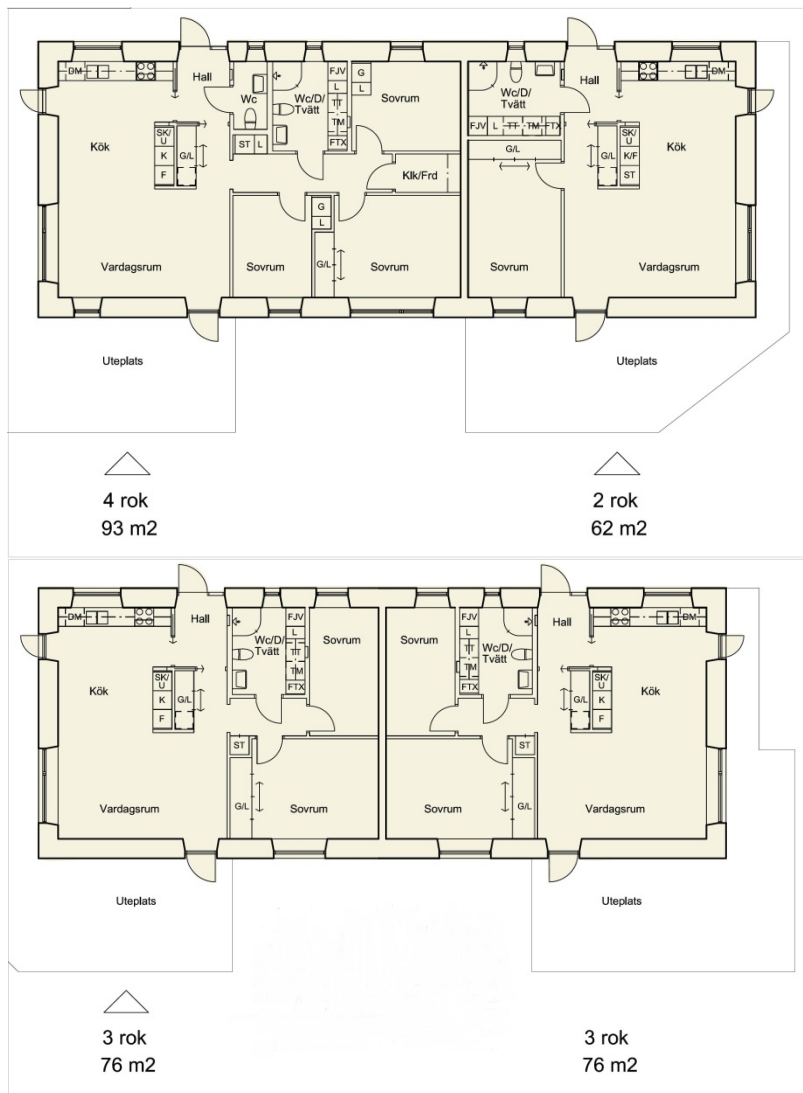 DM
Hall
Wc
Wc/D/
Tvätt
FJV
L
TT
TM
FTX
G
L
Sovrum
ST L
Kök
SK/
U
K
F
G/L
Klk/Frd
Vardagsrum
Sovrum
G
L
G/L
Sovrum
Uteplats
4 rok
93 m2
Wc/D/
Tvätt
FJV L TT TM FTX
G/L
Sovrum
Hall
DM
G/L
SK/
U
K/F
ST
Kök
Vardagsrum
Uteplats
2 rok
62 m2
DM
Hall
Wc/D/
Tvätt
FJV
L
TT
TM
FTX
Sovrum
Kök
SK/
U
K
F
G/L
ST
G/L
Sovrum
Vardagsrum
Uteplats
3 rok
76 m2
Sovrum
FJV
L
TT
TM
FTX
Wc/D/
Tvätt
Hall
DM
G/L
SK/
U
K
F
Kök
ST
G/L
Sovrum
Vardagsrum
Uteplats
3 rok
76 m2